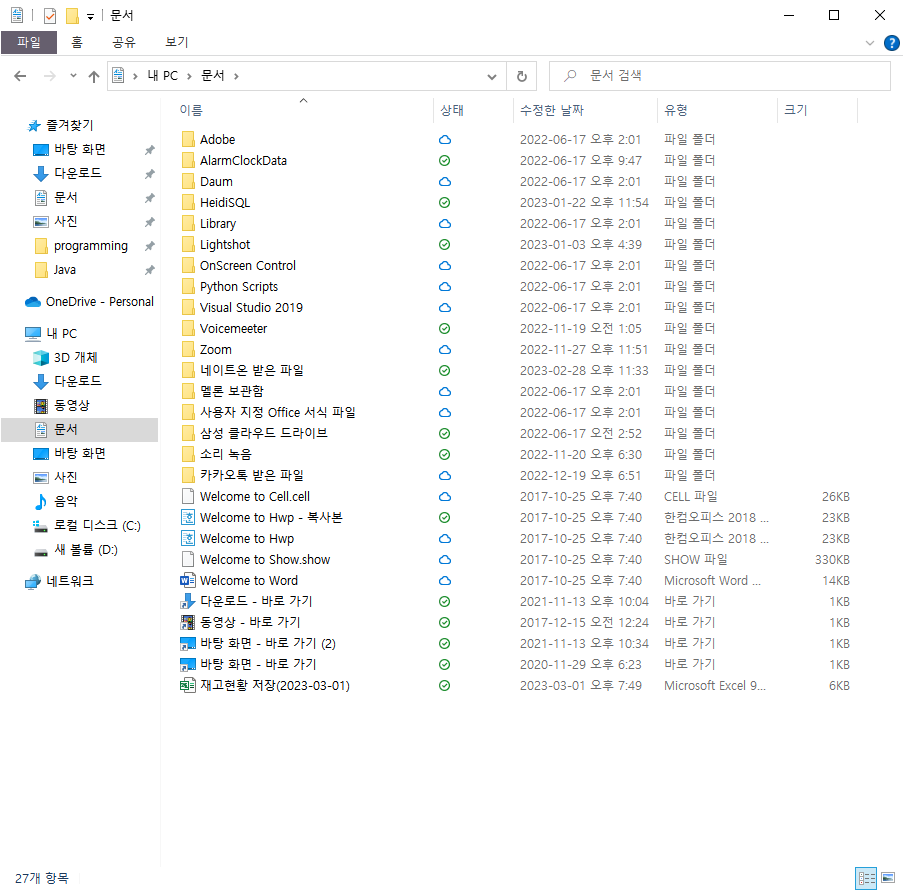 문서
파일 홈 공유 보기
내 PC 문서 문서 검색
이름 상태 수정한 날짜 유형 크기
즐겨찾기
바탕 화면
다운로드
문서
사진
programming
Java
OneDrive - Personal
내 PC
3D 개체
다운로드
동영상
문서
바탕 화면
사진
음악
로컬 디스크 (C:)
새 볼륨 (D:)
네트워크
Adobe 2022-06-17 오후 2:01 파일 폴더
AlarmClockData 2022-06-17 오후 9:47 파일 폴더
Daum 2022-06-17 오후 2:01 파일 폴더
HeidiSQL 2023-01-22 오후 11:54 파일 폴더
Library 2022-06-17 오후 2:01 파일 폴더
Lightshot 2023-01-03 오후 4:39 파일 폴더
OnScreen Control 2022-06-17 오후 2:01 파일 폴더
Python Scripts 2022-06-17 오후 2:01 파일 폴더
Visual Studio 2019 2022-06-17 오후 2:01 파일 폴더
Voicemeeter 2022-11-19 오전 1:05 파일 폴더
Zoom 2022-11-27 오후 11:51 파일 폴더
네이트온 받은 파일 2023-02-28 오후 11:33 파일 폴더
멜론 보관함 2022-06-17 오후 2:01 파일 폴더
사용자 지정 Office 서식 파일 2022-06-17 오후 2:01 파일 폴더
삼성 클라우드 드라이브 2022-06-17 오전 2:52 파일 폴더
소리 녹음 2022-11-20 오후 6:30 파일 폴더
카카오톡 받은 파일 2022-12-19 오후 6:51 파일 폴더
Welcome to Cell.cell 2017-10-25 오후 7:40 CELL 파일 26KB
Welcome to Hwp - 복사본 2017-10-25 오후 7:40 한컴오피스 2018 ... 23KB
Welcome to Hwp 2017-10-25 오후 7:40 한컴오피스 2018 ... 23KB
Welcome to Show.show 2017-10-25 오후 7:40 SHOW 파일 330KB
Welcome to Word 2017-10-25 오후 7:40 Microsoft Word ... 14KB
다운로드 - 바로 가기 2021-11-13 오후 10:04 바로 가기 1KB
동영상 - 바로 가기 2017-12-15 오전 12:24 바로 가기 1KB
바탕 화면 - 바로 가기 (2) 2021-11-13 오후 10:34 바로 가기 1KB
바탕 화면 - 바로 가기 2020-11-29 오후 6:23 바로 가기 1KB
재고현황 저장(2023-03-01) 2023-03-01 오후 7:49 Microsoft Excel 9... 6KB
27개 항목